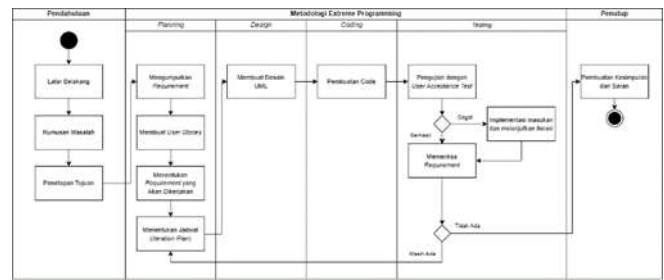 Pendahuluan
Metodologi Extreme Programming
Penutup
Planning
Design
Coding
Testing
Latar Belakang
Rumusan Masalah
Penetapan Tujuan
Mengumpulkan
Requirement
Membuat User Stories
Menentukan
Requirement yang
Akan Dikerjakan
Menentukan Jadwal
(Iteration Plan)
Membuat Desain
UML
Pembuatan Code
Pengujian dengan
User Acceptance Test
Gagal
Berhasil
Implementasi masukan
dan melanjutkan iterasi
Memeriksa
Requirement
Tidak Ada
Masih Ada
Pembuatan Kesimpulan
dan Saran